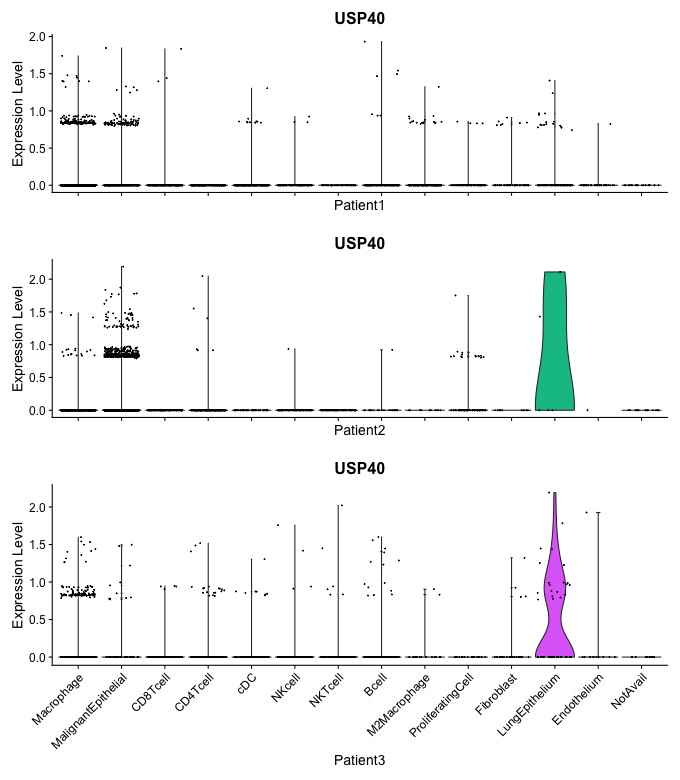 USP40
Expression Level
2.0
1.5
1.0
0.5
0.0
Patient1
USP40
Expression Level
2.0
1.5
1.0
0.5
0.0
Patient2
USP40
Expression Level
2.0
1.5
1.0
0.5
0.0
Macrophage
MalignantEpithelial
CD8Tcell
CD4Tcell
cDC
NKcell
NKTcell
Bcell
M2Macrophage
ProliferatingCell
Fibroblast
LungEpithelium
Endothelium
NotAvail
Patient3